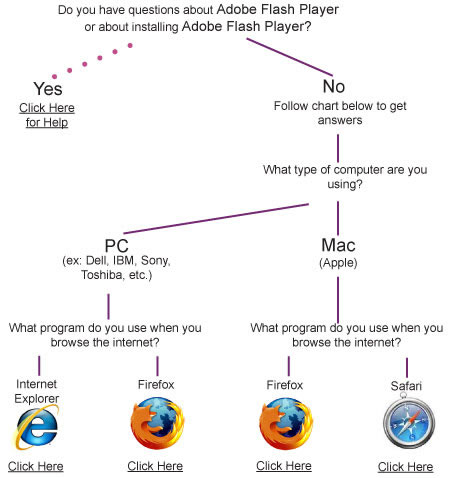 Do you have questions about Adobe Flash Player
or about installing Adobe Flash Player?
Yes
Click Here
for Help
No
Follow chart below to get
answers
What type of computer are you
using?
PC
(ex: Dell, IBM, Sony,
Toshiba, etc.)
Mac
(Apple)
What program do you use when you
browse the internet?
What program do you use when you
browse the internet?
Internet
Explorer
Firefox
Firefox
Safari
Click Here
Click Here
Click Here
Click Here